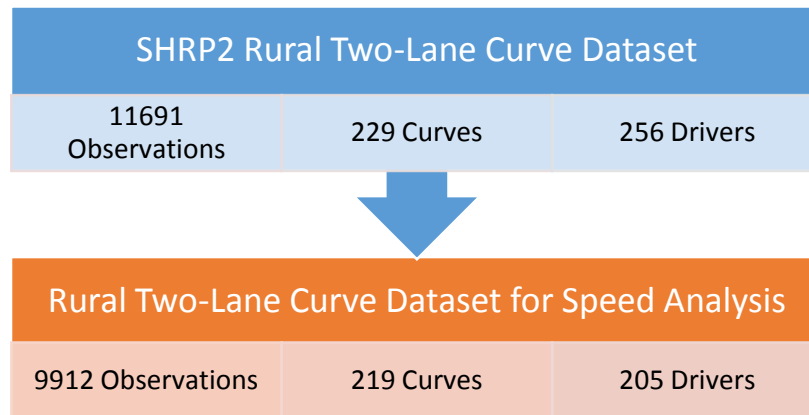 SHRP2 Rural Two-Lane Curve Dataset
11691
Observations
229 Curves
256 Drivers
Rural Two-Lane Curve Dataset for Speed Analysis
9912 Observations
219 Curves
205 Drivers